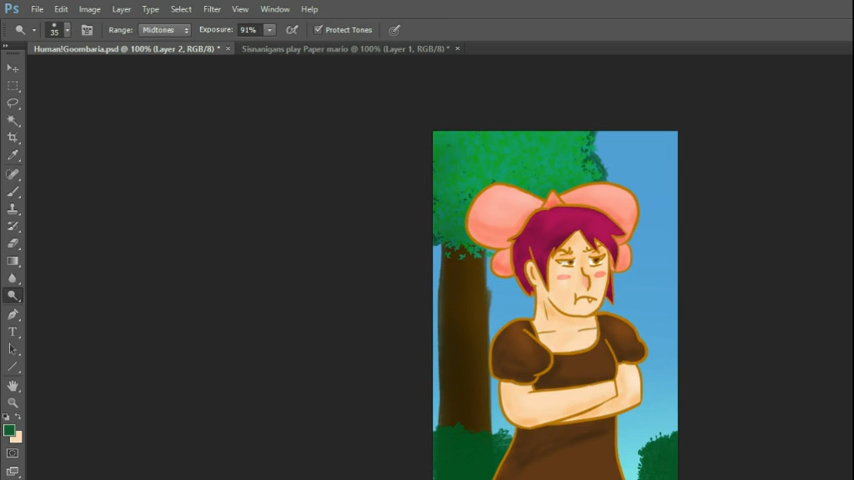 Ps File Edit Image Layer Type Select Filter View Window Help
35 Range: Midtones Exposure: 91% Protect Tones
Human!Goombaria.psd @ 100% (Layer 2, RGB/8) * × Sisnanigans play Paper mario @ 100% (Layer 1, RGB/8) * ×
T